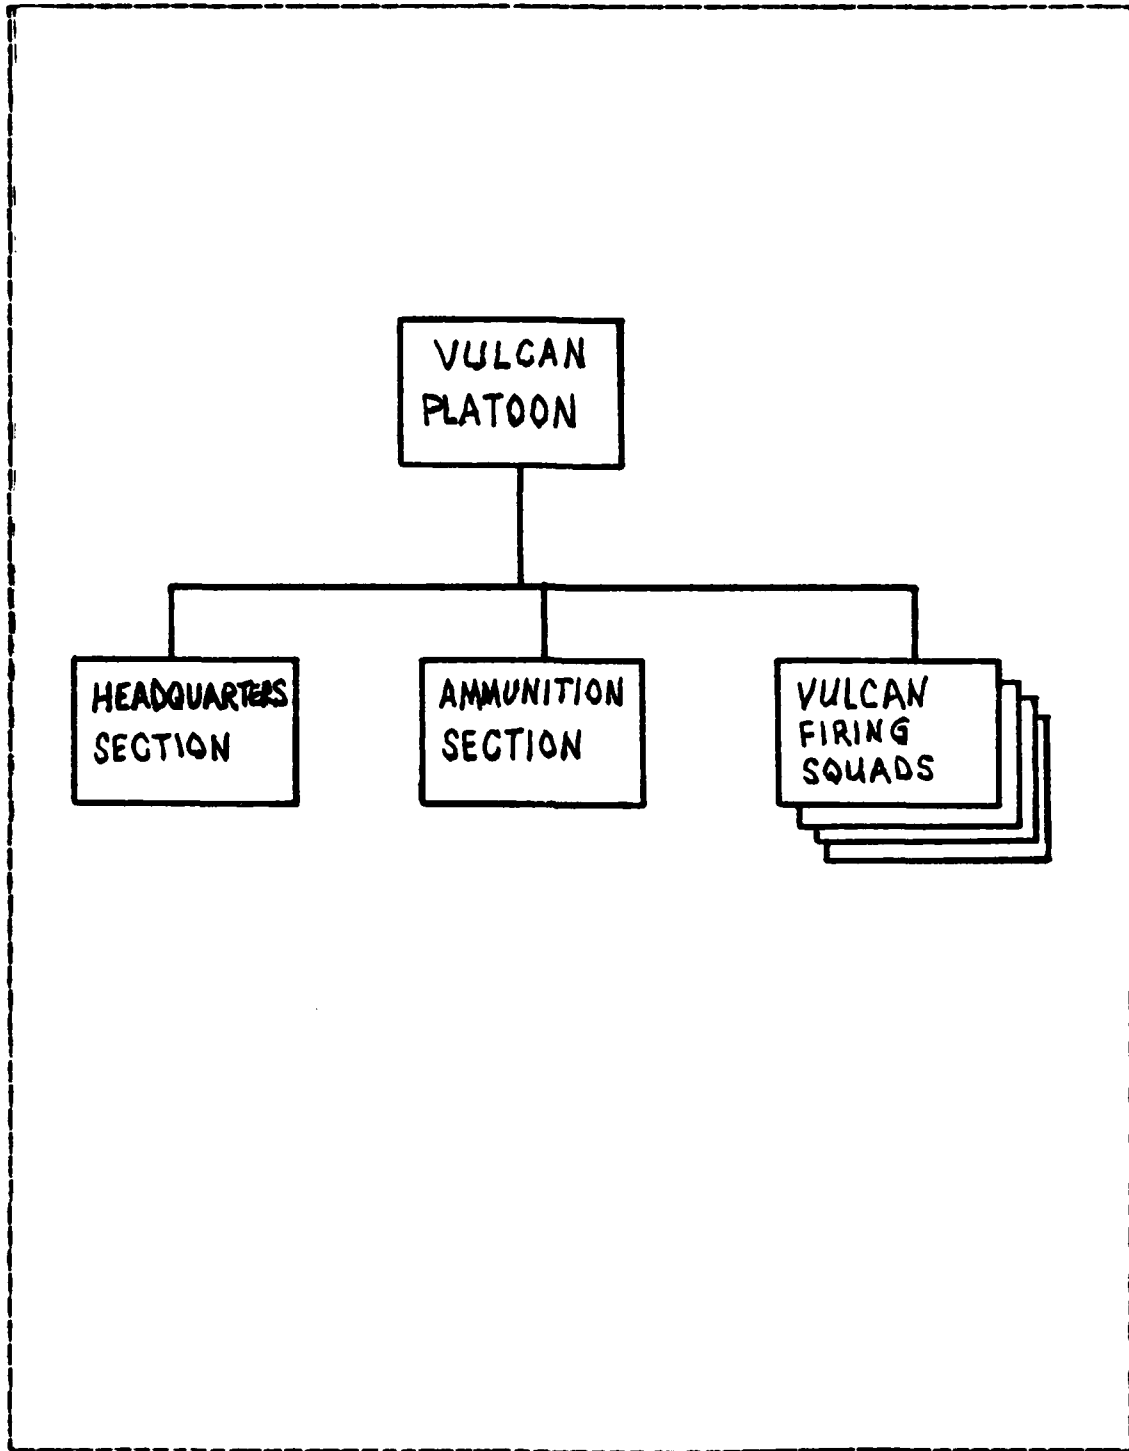 VULCAN
PLATOON
HEADQUARTERS
SECTION
AMMUNITION
SECTION
VULCAN
FIRING
SQUADS